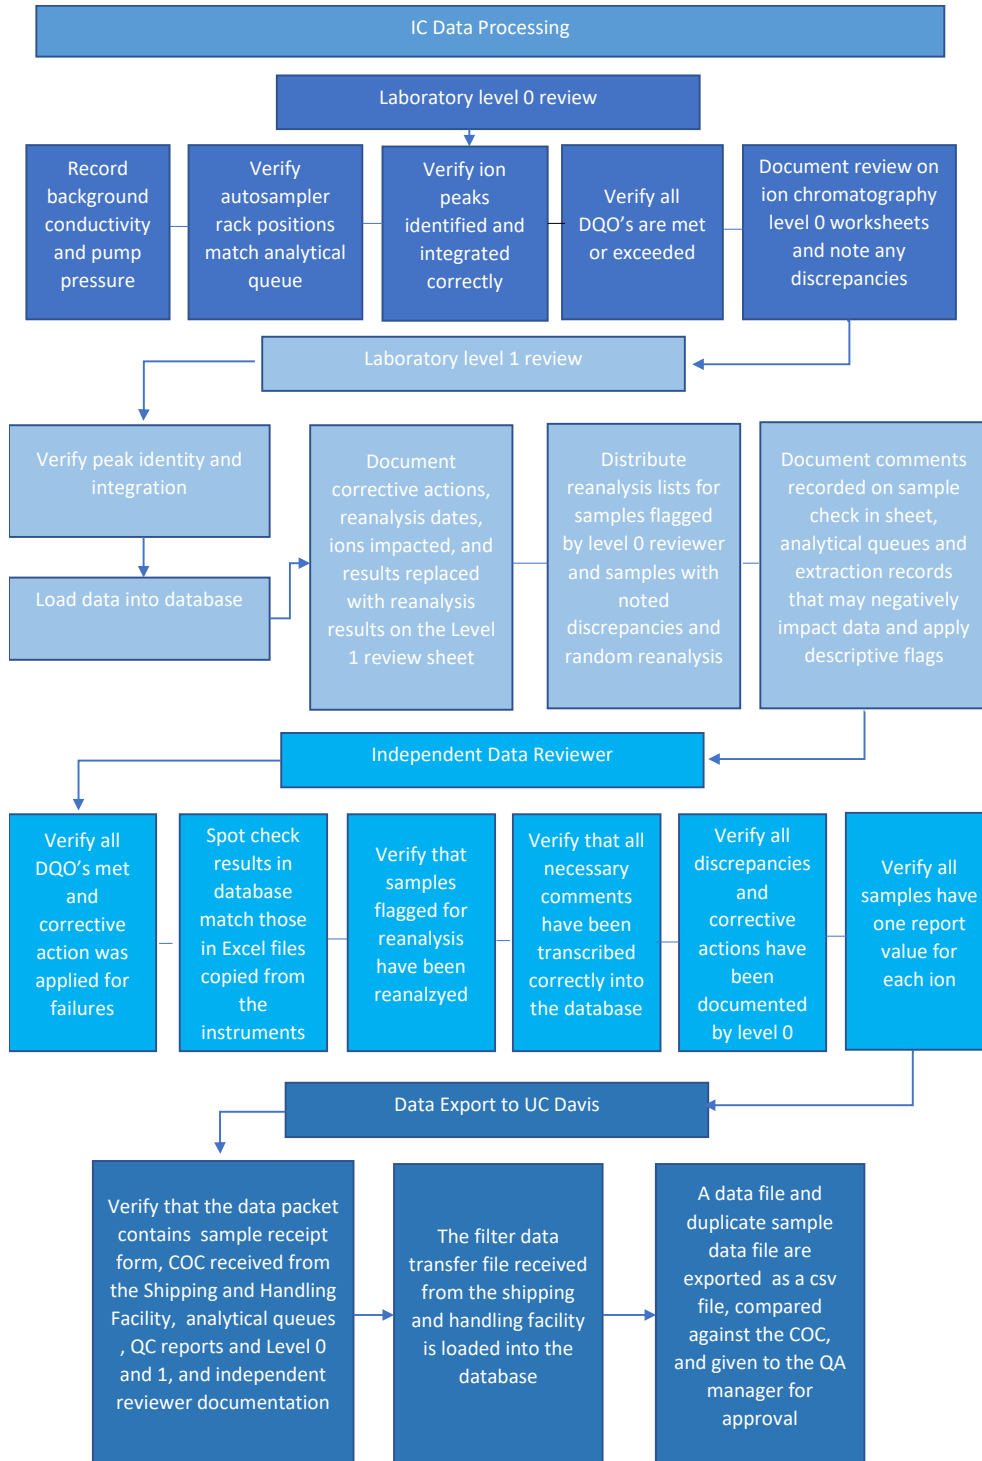 IC Data Processing
Laboratory level 0 review
Record
background
conductivity
and pump
pressure
Verify
autosampler
rack positions
match analytical
queue
Verify ion
peaks
identified and
integrated
correctly
Verify all
DQO's are met
or exceeded
Document review on
ion chromatography
level 0 worksheets
and note any
discrepancies
Laboratory level 1 review
Verify peak identity and
integration
Load data into database
Document
corrective actions,
reanalysis dates,
ions impacted, and
results replaced
with reanalysis
results on the Level
1 review sheet
Distribute
reanalysis lists for
samples flagged
by level 0 reviewer
and samples with
noted
discrepancies and
random reanalysis
Document comments
recorded on sample
check in sheet,
analytical queues and
extraction records
that may negatively
impact data and apply
descriptive flags
Independent Data Reviewer
Verify all
DQO's met
and
corrective
action was
applied for
failures
Spot check
results in
database
match those
in Excel files
copied from
the
instruments
Verify that
samples
flagged for
reanalysis
have been
reanalzyed
Verify that all
necessary
comments
have been
transcribed
correctly into
the database
Verify all
discrepancies
and
corrective
actions have
been
documented
by level 0
Verify all
samples have
one report
value for
each ion
Data Export to UC Davis
Verify that the data packet
contains  sample receipt
form, COC received from
the Shipping and Handling
Facility,  analytical queues
, QC reports and Level 0
and 1, and independent
reviewer documentation
The filter data
transfer file received
from the shipping
and handling facility
is loaded into the
database
A data file and
duplicate sample
data file are
exported  as a csv
file, compared
against the COC,
and given to the QA
manager for
approval